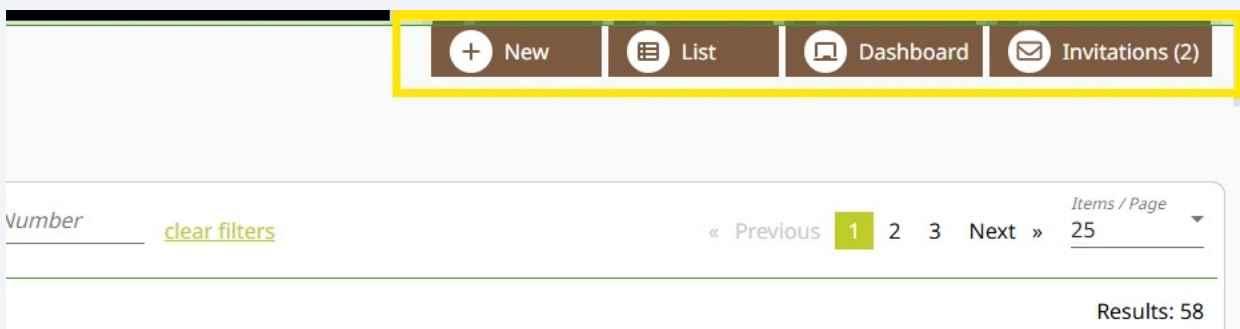 New List Dashboard Invitations (2)
Items / Page
Number clear filters « Previous 1 2 3 Next » 25
Results: 58